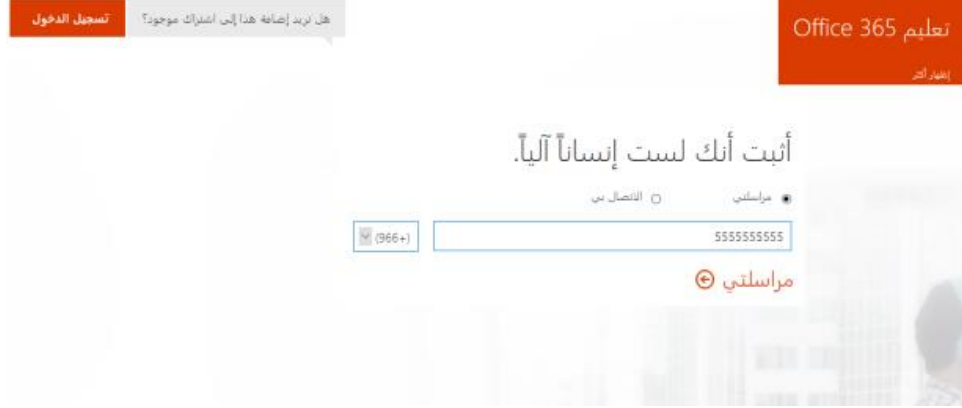 تعليم Office 365
إظهار أكثر
هل تريد إضافة هذا إلى اشتراك موجود؟
تسجيل الدخول
أثبت أنك لست إنساناً آلياً.
مراسلتي
الاتصال بي
5555555555
(+966)
مراسلتي